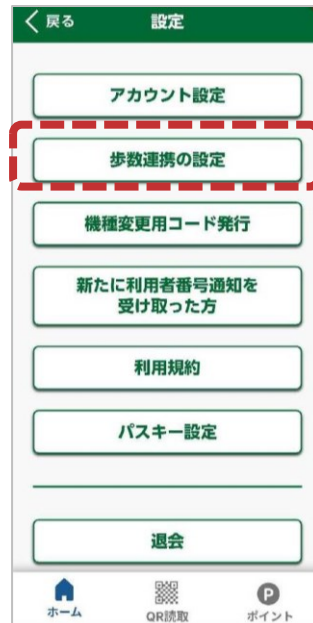 戻る 設定
アカウント設定
歩数連携の設定
機種変更用コード発行
新たに利用者番号通知を
受け取った方
利用規約
パスキー設定
退会
P
ホーム QR読取 ポイント